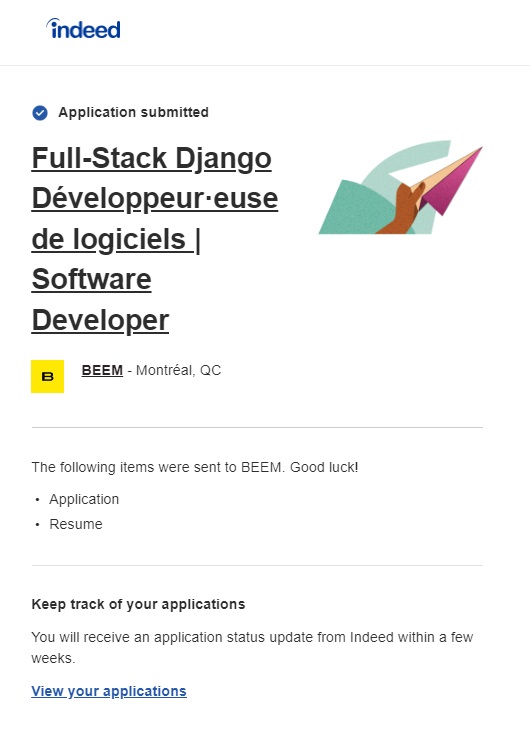 indeed
Application submitted
Full-Stack Django
Développeur·euse
de logiciels |
Software
Developer
B
BEEM - Montréal, QC
The following items were sent to BEEM. Good luck!
• Application
• Resume
Keep track of your applications
You will receive an application status update from Indeed within a few
weeks.
View your applications